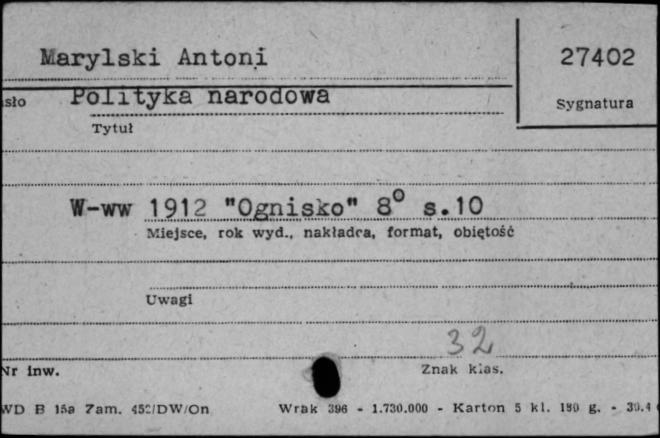 Marylski Antoni
27402
sło Polityka narodowa
Sygnatura
Tytuł
W-ww 1912 "Ognisko" 8° s.10
Miejsce, rok wyd., nakładca, format, objętość
Uwagi
32
Nr inw.
Znak klas.
WD B 15a Zam. 452/DW/On Wrak 396 - 1.730.000 - Karton 5 kl. 180 g. - 30.4